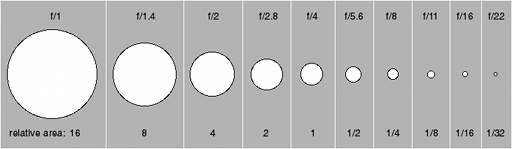 f/1 f/1.4 f/2 f/2.8 f/4 f/5.6 f/8 f/11 f/16 f/22
relative area: 16 8 4 2 1 1/2 1/4 1/8 1/16 1/32